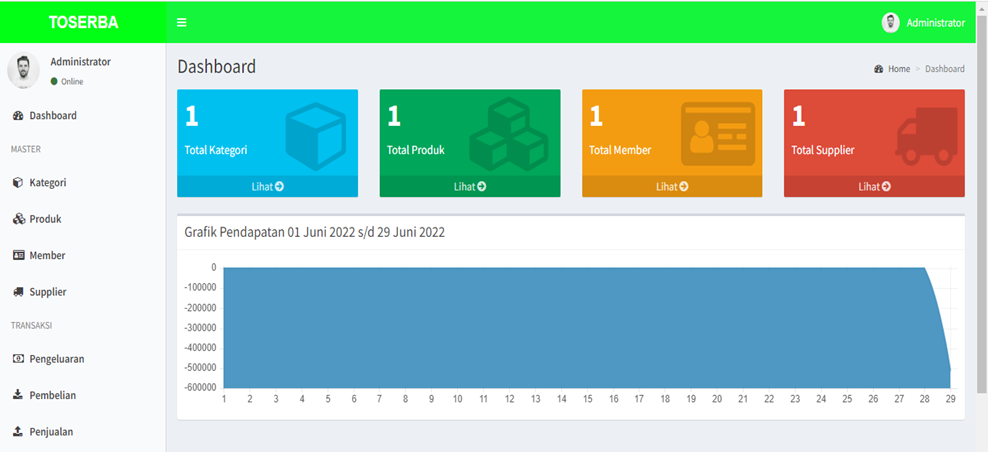 TOSERBA
Administrator
Administrator
Online
Dashboard
MASTER
Kategori
Produk
Member
Supplier
TRANSAKSI
Pengeluaran
Pembelian
Penjualan
Dashboard
Home > Dashboard
1
Total Kategori
Lihat
1
Total Produk
Lihat
1
Total Member
Lihat
1
Total Supplier
Lihat
Grafik Pendapatan 01 Juni 2022 s/d 29 Juni 2022
0
-100000
-200000
-300000
-400000
-500000
-600000
1 2 3 4 5 6 7 8 9 10 11 12 13 14 15 16 17 18 19 20 21 22 23 24 25 26 27 28 29